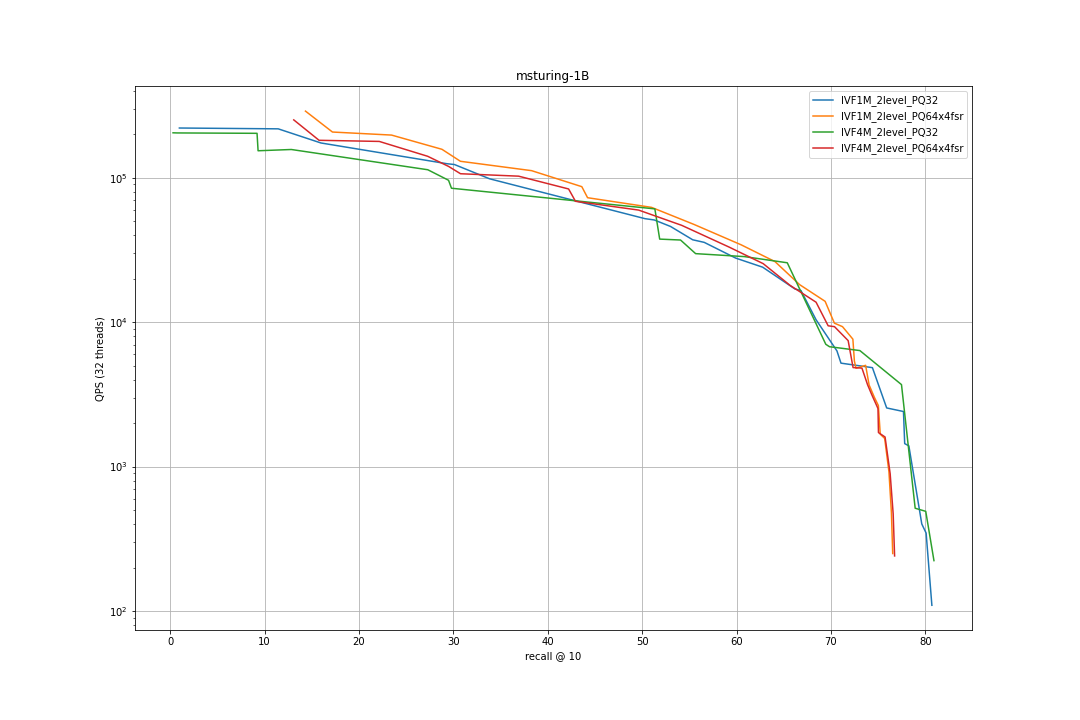 msturing-1B
IVF1M_2level_PQ32
IVF1M_2level_PQ64x4fsr
IVF4M_2level_PQ32
IVF4M_2level_PQ64x4fsr
QPS (32 threads)
10⁵
10⁴
10³
10²
0 10 20 30 40 50 60 70 80
recall @ 10